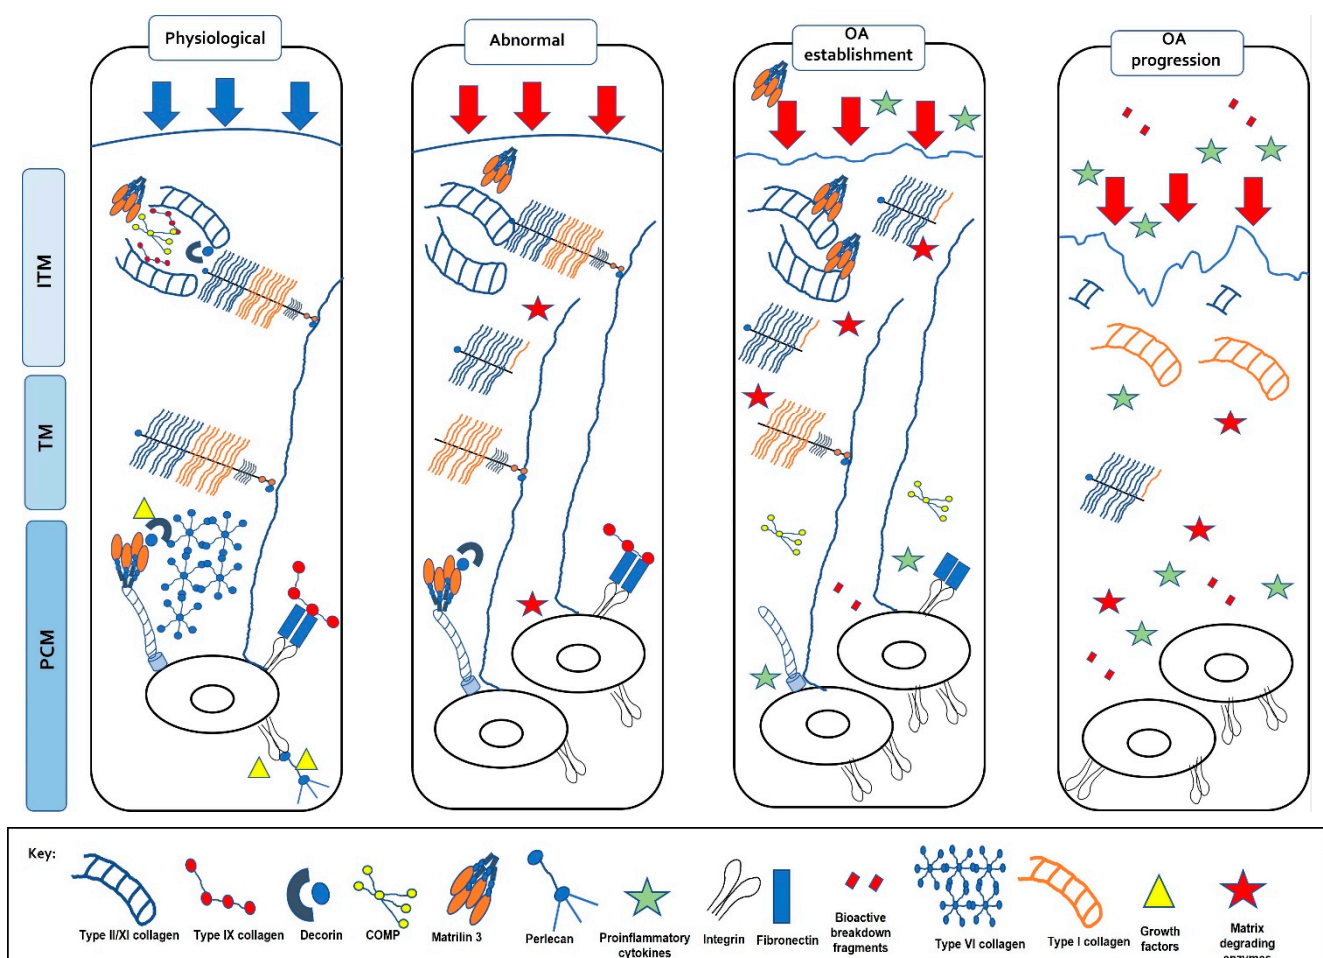 Physiological
Abnormal
OA
establishment
OA
progression
ITM
TM
PCM
Key:
Type II/XI collagen
Type IX collagen
Decorin
COMP
Matrilin 3
Perlecan
Proinflammatory
cytokines
Integrin
Fibronectin
Bioactive
breakdown
fragments
Type VI collagen
Type I collagen
Growth
factors
Matrix
degrading
enzymes